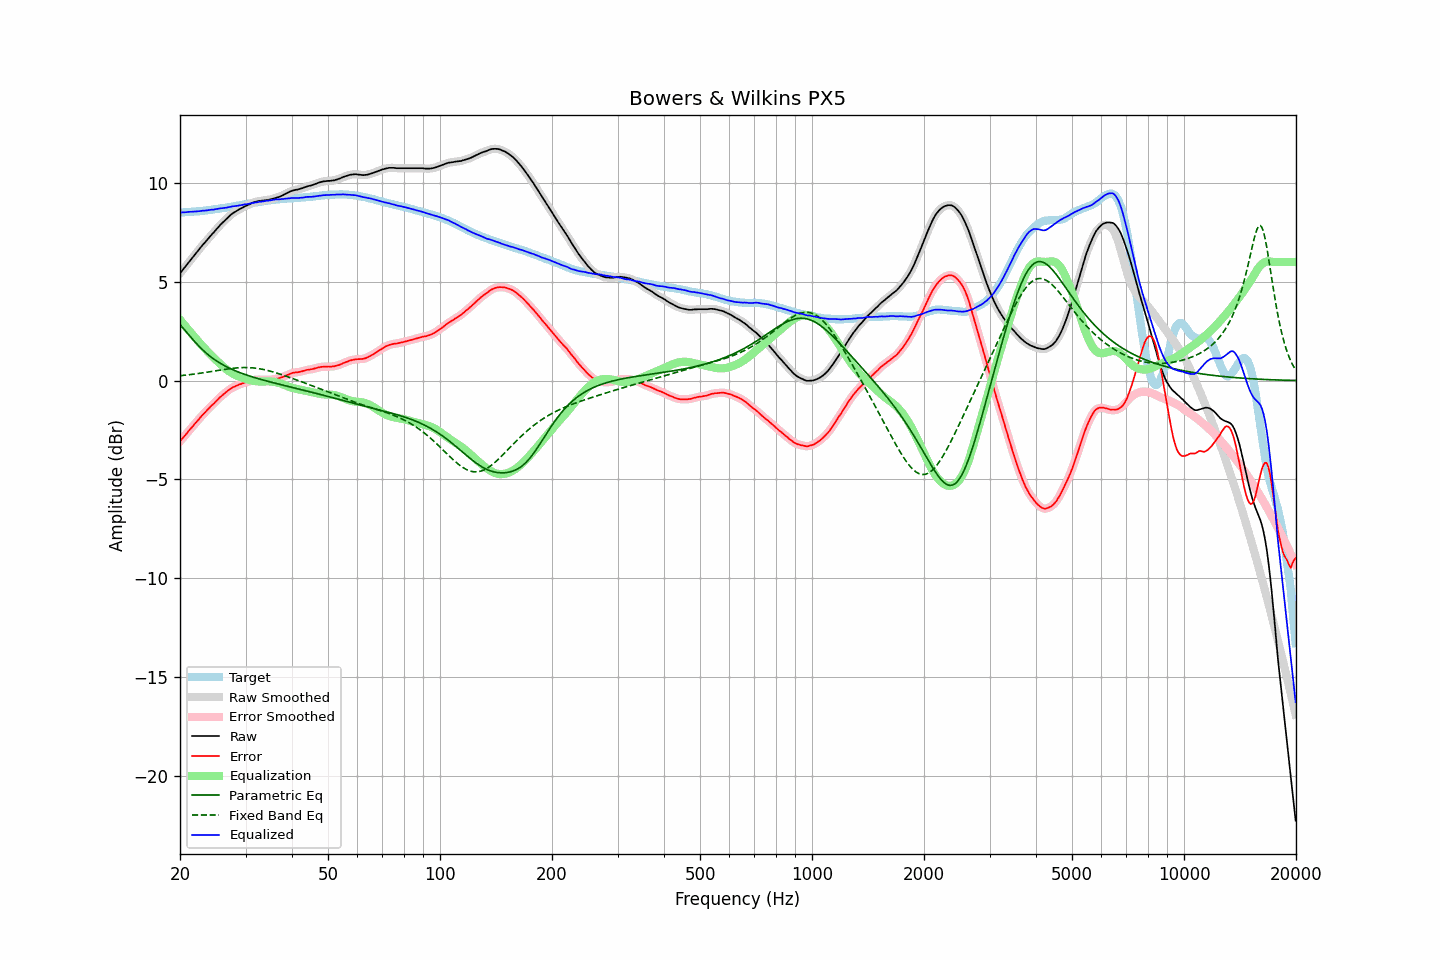 Bowers & Wilkins PX5
Amplitude (dBr)
10
5
0
−5
−10
−15
−20
Target
Raw Smoothed
Error Smoothed
Raw
Error
Equalization
Parametric Eq
Fixed Band Eq
Equalized
20 50 100 200 500 1000 2000 5000 10000 20000
Frequency (Hz)